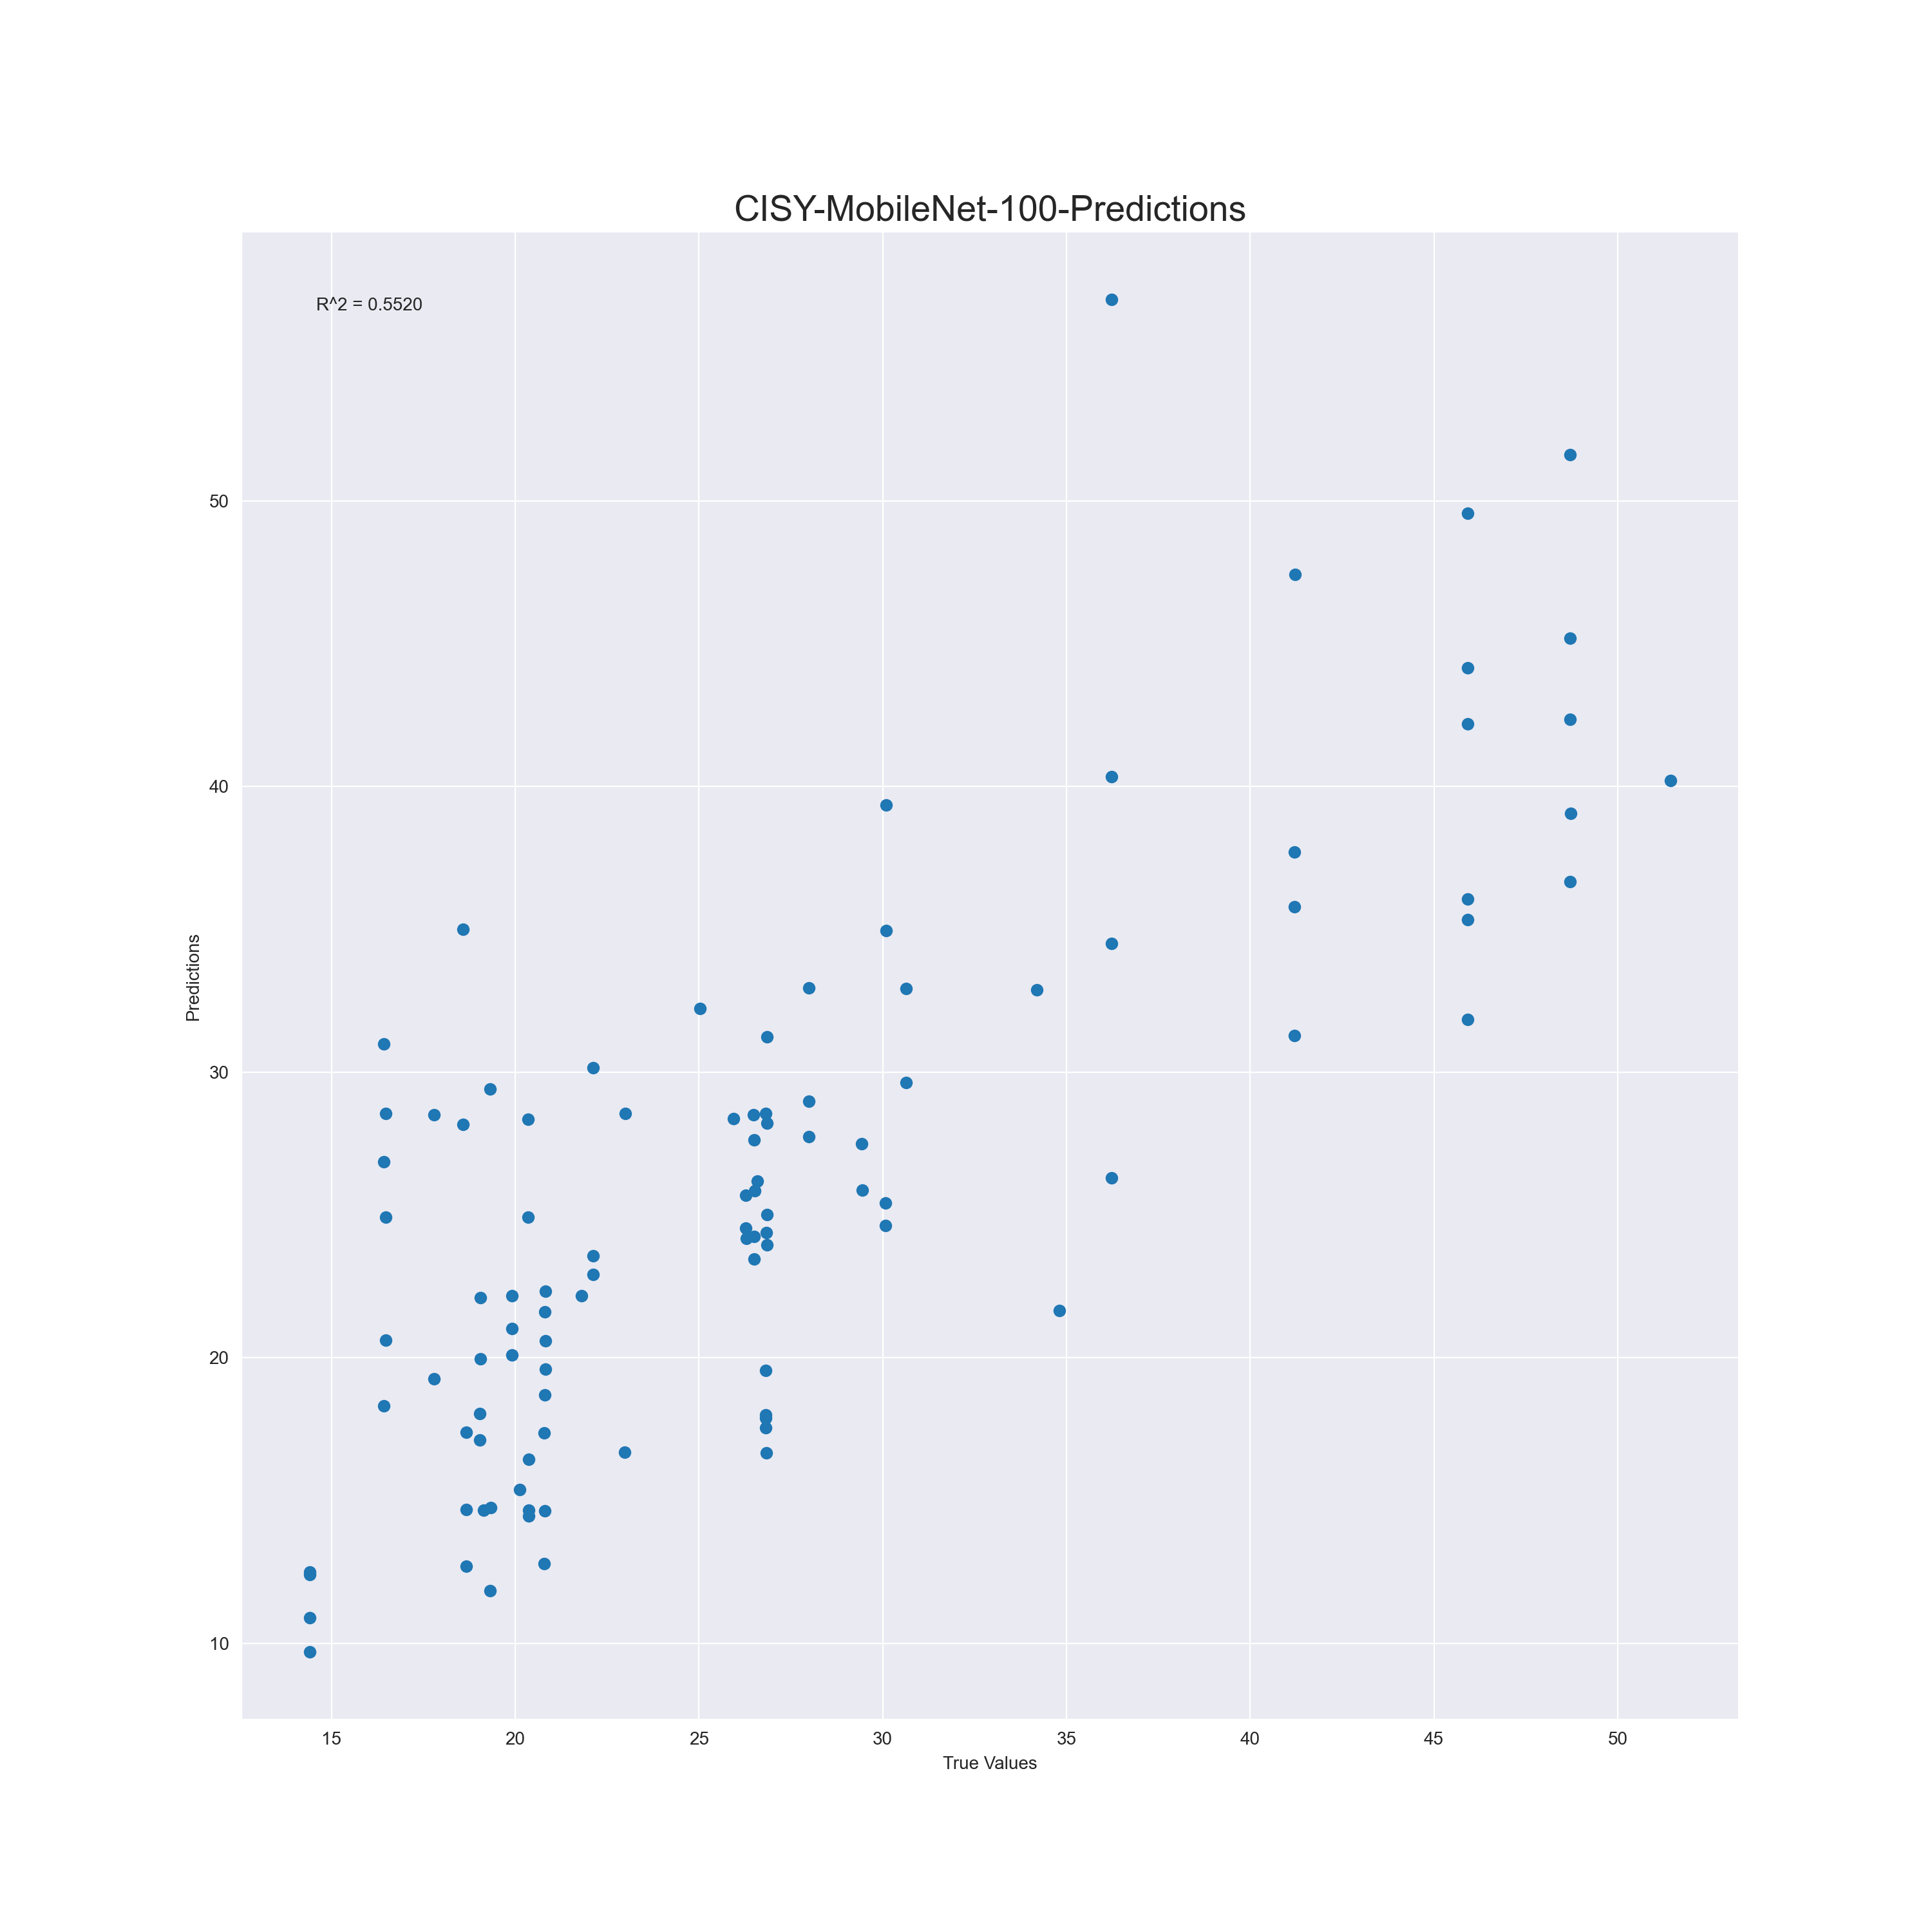 CISY-MobileNet-100-Predictions
R^2 = 0.5520
50
40
30
20
10
Predictions
15 20 25 30 35 40 45 50
True Values